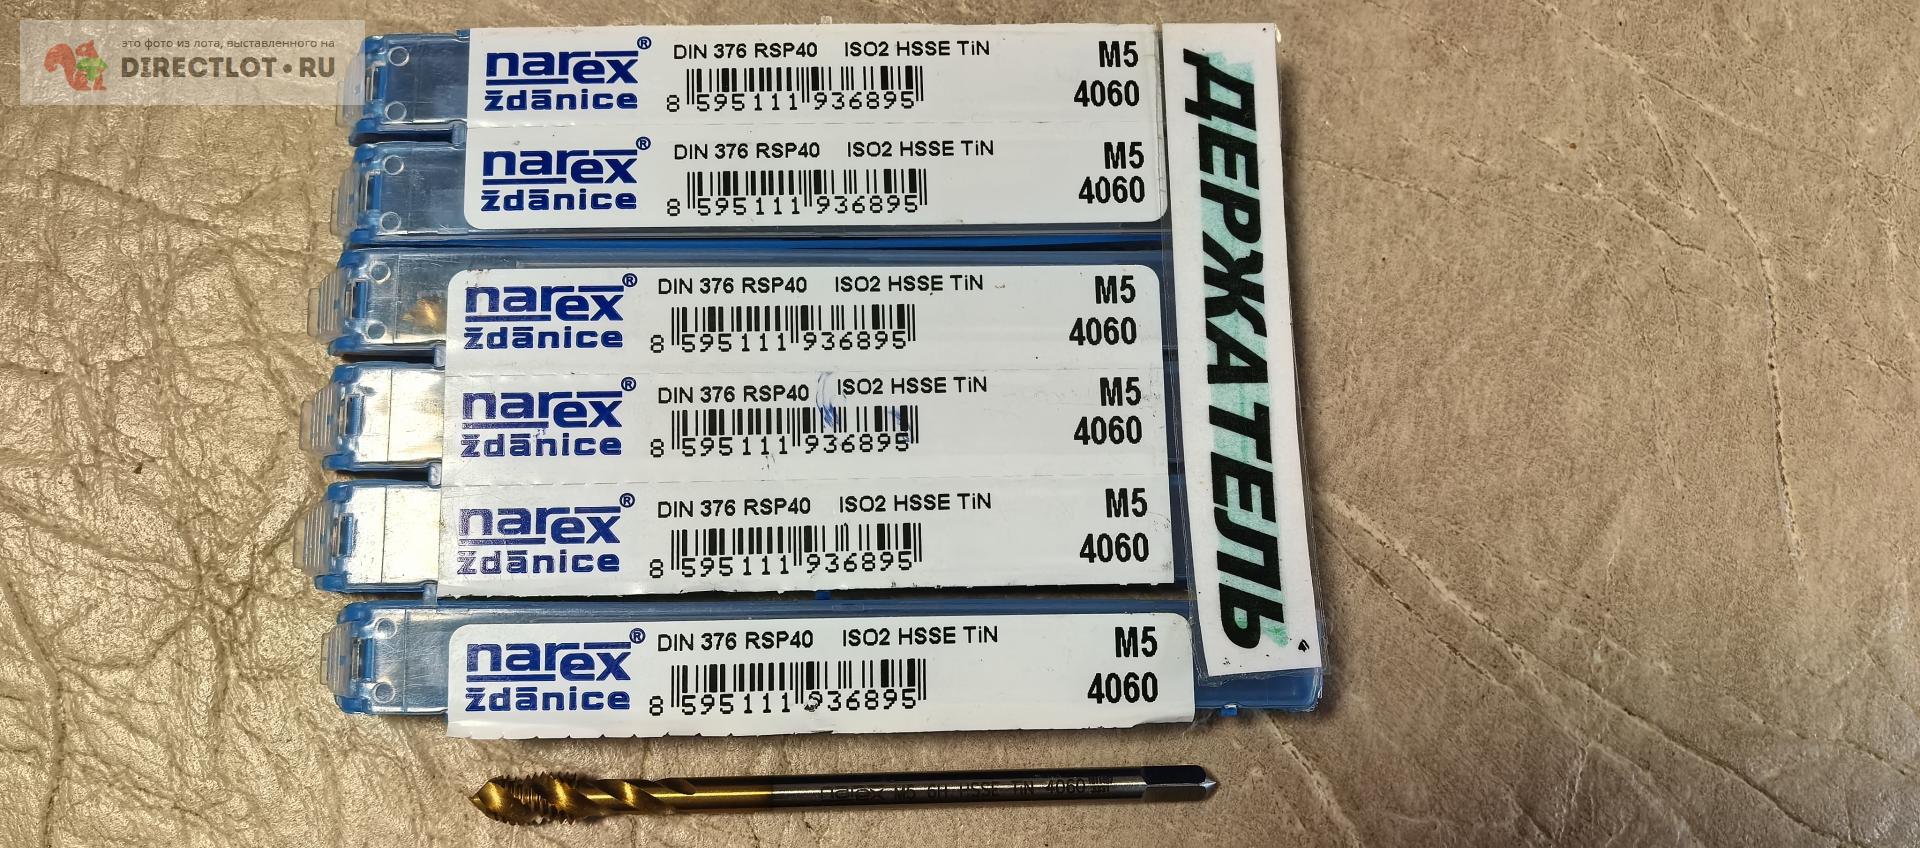 это фото из лота, выставленного на
DIRECTLOT.RU
narex® DIN 376 RSP40 ISO2 HSSE TiN M5
ždánice 8 595111 936895 4060
narex® DIN 376 RSP40 ISO2 HSSE TiN M5
ždánice 8 595111 936895 4060
narex® DIN 376 RSP40 ISO2 HSSE TiN M5
ždánice 8 595111 936895 4060
narex® DIN 376 RSP40 ISO2 HSSE TiN M5
ždánice 8 595111 936895 4060
narex® DIN 376 RSP40 ISO2 HSSE TiN M5
ždánice 8 595111 936895 4060
narex® DIN 376 RSP40 ISO2 HSSE TiN M5
ždánice 8 595111 936895 4060
ДЕРЖАТЕЛЬ
narex M5 6H HSSE TiN 4060